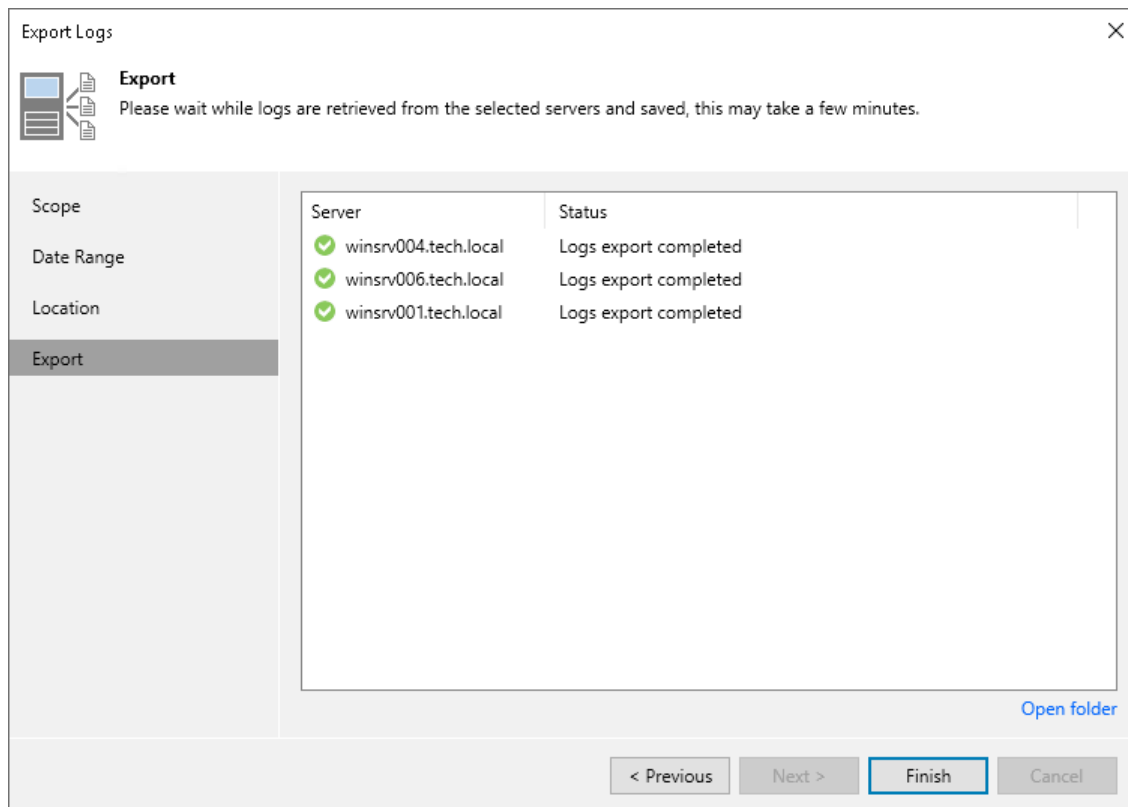 Export Logs
Export
Please wait while logs are retrieved from the selected servers and saved, this may take a few minutes.
Scope
Date Range
Location
Export
Server Status
winsrv004.tech.local Logs export completed
winsrv006.tech.local Logs export completed
winsrv001.tech.local Logs export completed
Open folder
< Previous Next > Finish Cancel